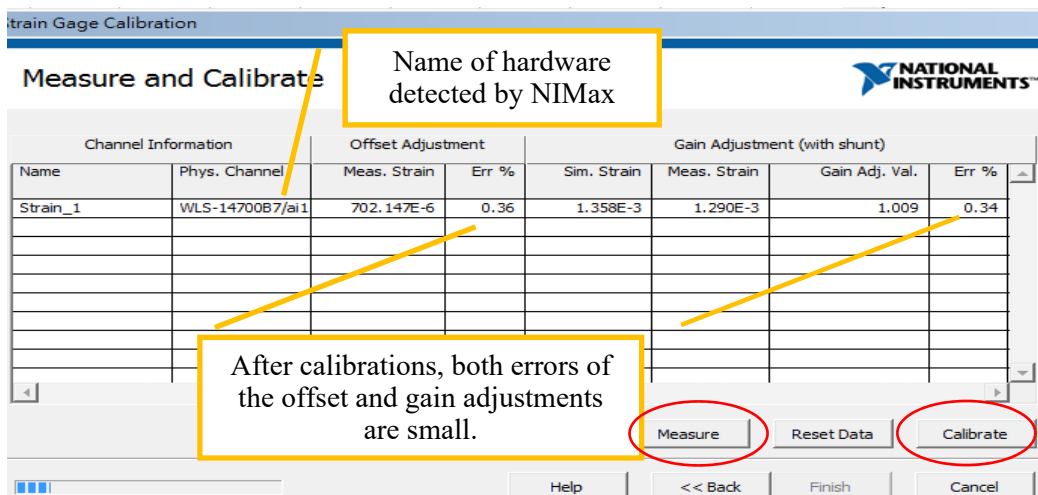 train Gage Calibration
Measure and Calibrate
Name of hardware
detected by NIMax
NATIONAL
INSTRUMENTS™
Channel Information Offset Adjustment Gain Adjustment (with shunt)
Name Phys. Channel Meas. Strain Err % Sim. Strain Meas. Strain Gain Adj. Val. Err %
Strain_1 WLS-14700B7/ai1 702.147E-6 0.36 1.358E-3 1.290E-3 1.009 0.34
After calibrations, both errors of
the offset and gain adjustments
are small.
Measure Reset Data Calibrate
Help << Back Finish Cancel